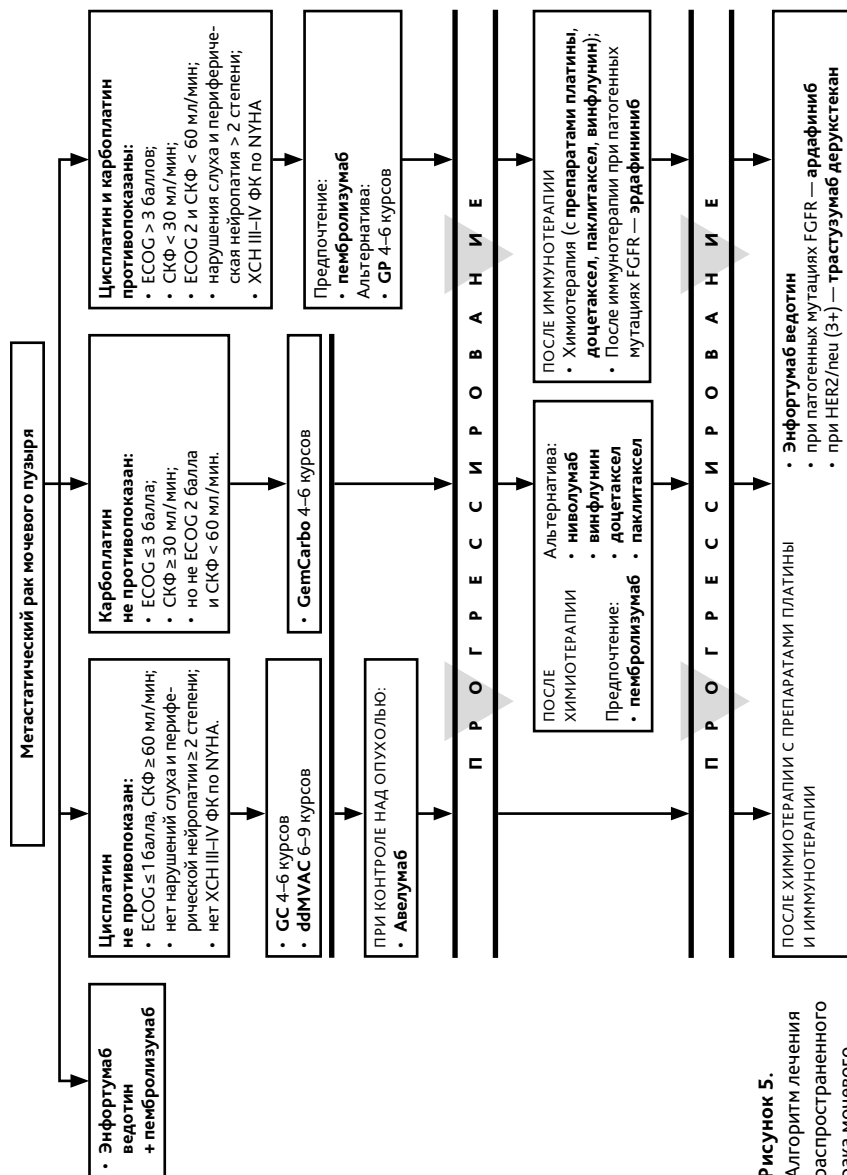 Метастатический рак мочевого пузыря
• Энфортумаб
ведотин
+ пембролизумаб
Цисплатин
не противопоказан:
• ECOG ≤ 1 балла, СКФ ≥ 60 мл/мин;
• нет нарушений слуха и перифе-
рической нейропатии ≥ 2 степени;
• нет ХСН III–IV ФК по NYHA.
Карбоплатин
не противопоказан:
• ECOG ≤ 3 балла;
• СКФ ≥ 30 мл/мин;
• но не ECOG 2 балла
и СКФ < 60 мл/мин.
Цисплатин и карбоплатин
противопоказаны:
• ECOG > 3 баллов;
• СКФ < 30 мл/мин;
• ECOG 2 и СКФ < 60 мл/мин;
• нарушения слуха и перифериче-
ская нейропатия > 2 степени;
• ХСН III–IV ФК по NYHA
• GC 4–6 курсов
• ddMVAC 6–9 курсов
• GemCarbo 4–6 курсов
Предпочтение:
• пембролизумаб
Альтернатива:
• GP 4–6 курсов
ПРИ КОНТРОЛЕ НАД ОПУХОЛЬЮ:
• Авелумаб
П Р О Г Р Е С С И Р О В А Н И Е
ПОСЛЕ
ХИМИОТЕРАПИИ
Предпочтение:
• пембролизумаб
Альтернатива:
• ниволумаб
• винфлунин
• доцетаксел
• паклитаксел
ПОСЛЕ ИММУНОТЕРАПИИ
• Химиотерапия (с препаратами платины,
доцетаксел, паклитаксел, винфлунин);
• После иммунотерапии при патогенных
мутациях FGFR — эрдафининиб
П Р О Г Р Е С С И Р О В А Н И Е
ПОСЛЕ ХИМИОТЕРАПИИ С ПРЕПАРАТАМИ ПЛАТИНЫ
И ИММУНОТЕРАПИИ
• Энфортумаб ведотин
• при патогенных мутациях FGFR — ардафиниб
• при HER2/neu (3+) — трастузумаб дерукстекан
Рисунок 5.
Алгоритм лечения
распространенного
рака мочевого